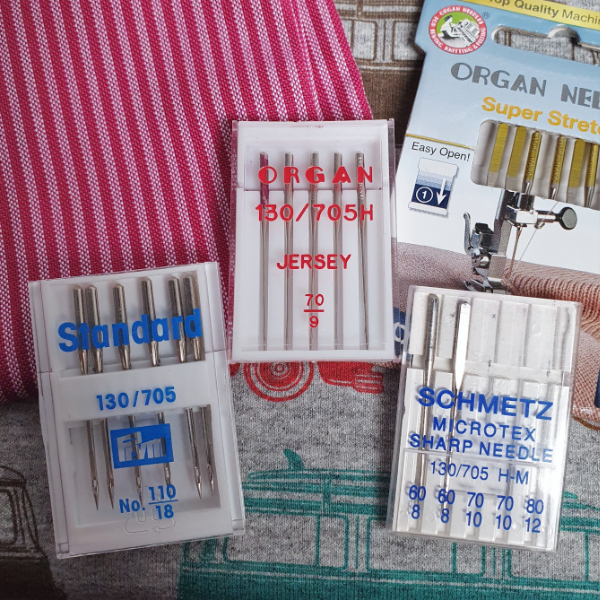 Top Quality Machin
ORGAN NEE
Super Stretc
Easy Open!
1
ORGAN
130/705H
JERSEY
70
9
Standard
130/705
Prym
No. 110
18
SCHMETZ
MICROTEX
SHARP NEEDLE
130/705 H-M
60 60 70 70 80
8 8 10 10 12